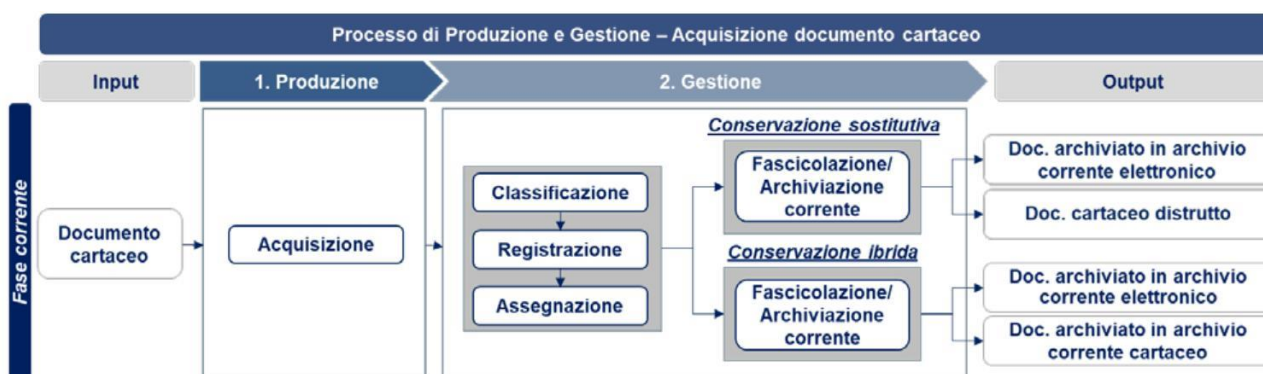 Processo di Produzione e Gestione – Acquisizione documento cartaceo
Input
1. Produzione
2. Gestione
Output
Fase corrente
Documento
cartaceo
Acquisizione
Classificazione
Registrazione
Assegnazione
Conservazione sostitutiva
Fascicolazione/
Archiviazione
corrente
Conservazione ibrida
Fascicolazione/
Archiviazione
corrente
Doc. archiviato in archivio
corrente elettronico
Doc. cartaceo distrutto
Doc. archiviato in archivio
corrente elettronico
Doc. archiviato in archivio
corrente cartaceo